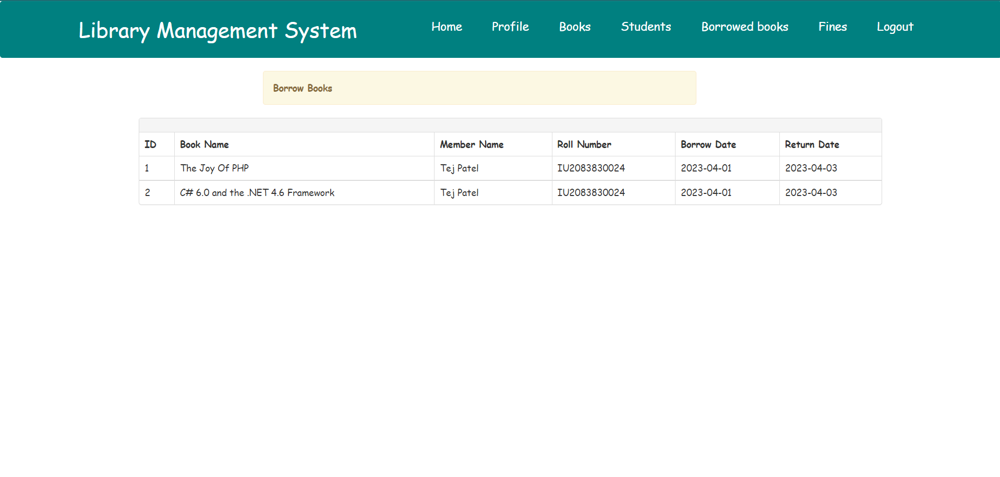 Library Management System Home Profile Books Students Borrowed books Fines Logout
Borrow Books
ID Book Name Member Name Roll Number Borrow Date Return Date
1 The Joy Of PHP Tej Patel IU2083830024 2023-04-01 2023-04-03
2 C# 6.0 and the .NET 4.6 Framework Tej Patel IU2083830024 2023-04-01 2023-04-03